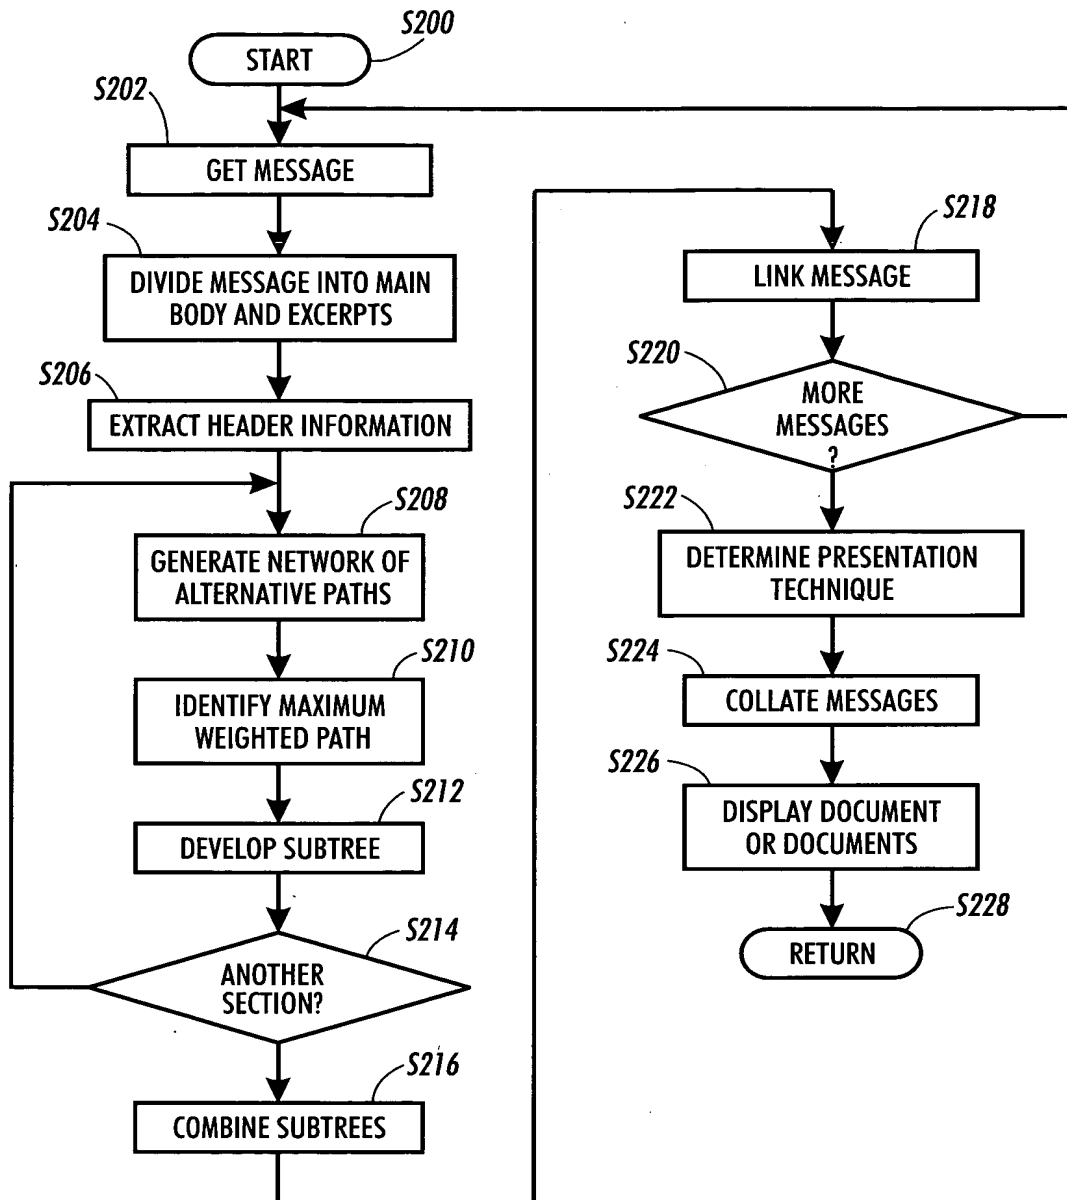 S200
START
S202
GET MESSAGE
S204
DIVIDE MESSAGE INTO MAIN
BODY AND EXCERPTS
S206
EXTRACT HEADER INFORMATION
S208
GENERATE NETWORK OF
ALTERNATIVE PATHS
S210
IDENTIFY MAXIMUM
WEIGHTED PATH
S212
DEVELOP SUBTREE
S214
ANOTHER
SECTION?
S216
COMBINE SUBTREES
S218
LINK MESSAGE
S220
MORE
MESSAGES
?
S222
DETERMINE PRESENTATION
TECHNIQUE
S224
COLLATE MESSAGES
S226
DISPLAY DOCUMENT
OR DOCUMENTS
S228
RETURN